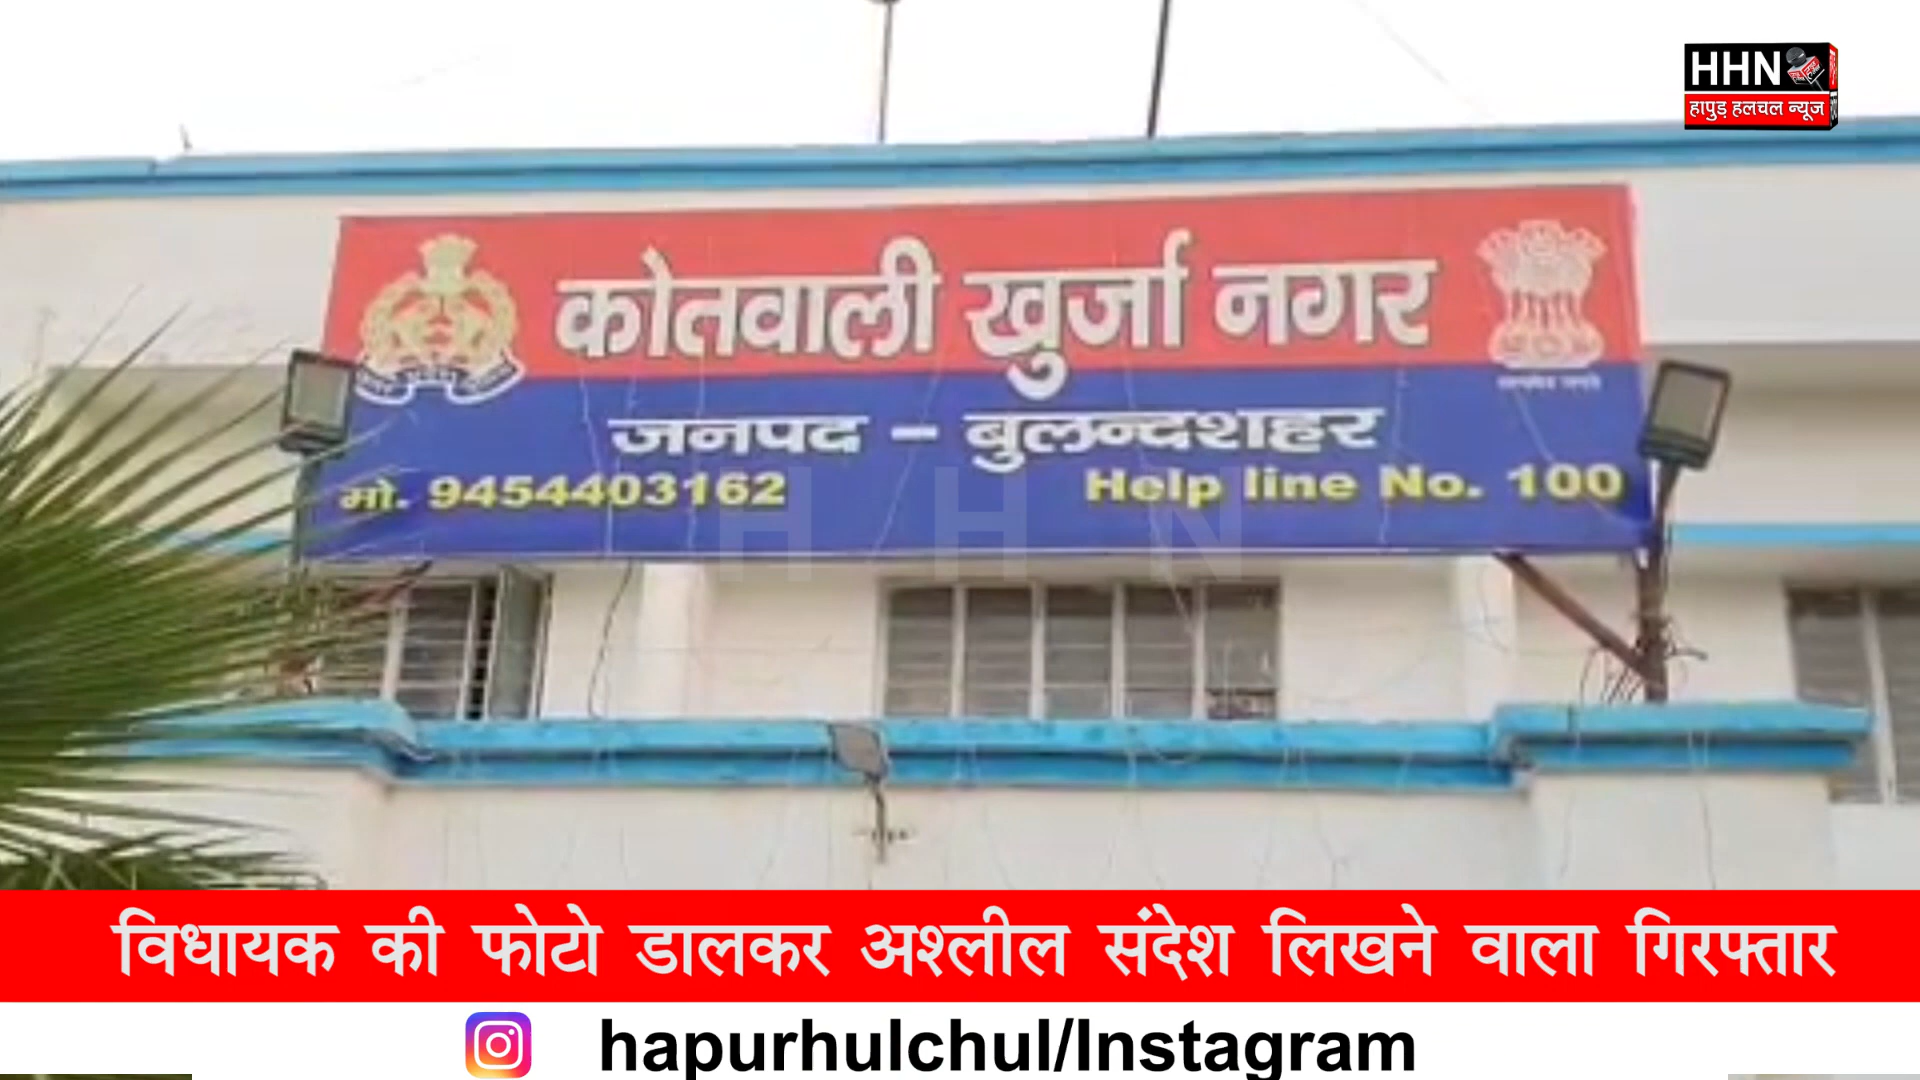 HHN
हापुड़ हलचल न्यूज
कोतवाली खुर्जा नगर
जनपद - बुलन्दशहर
मो. 9454403162
Help line No. 100
H H N
विधायक की फोटो डालकर अश्लील संदेश लिखने वाला गिरफ्तार
hapurhulchul/Instagram